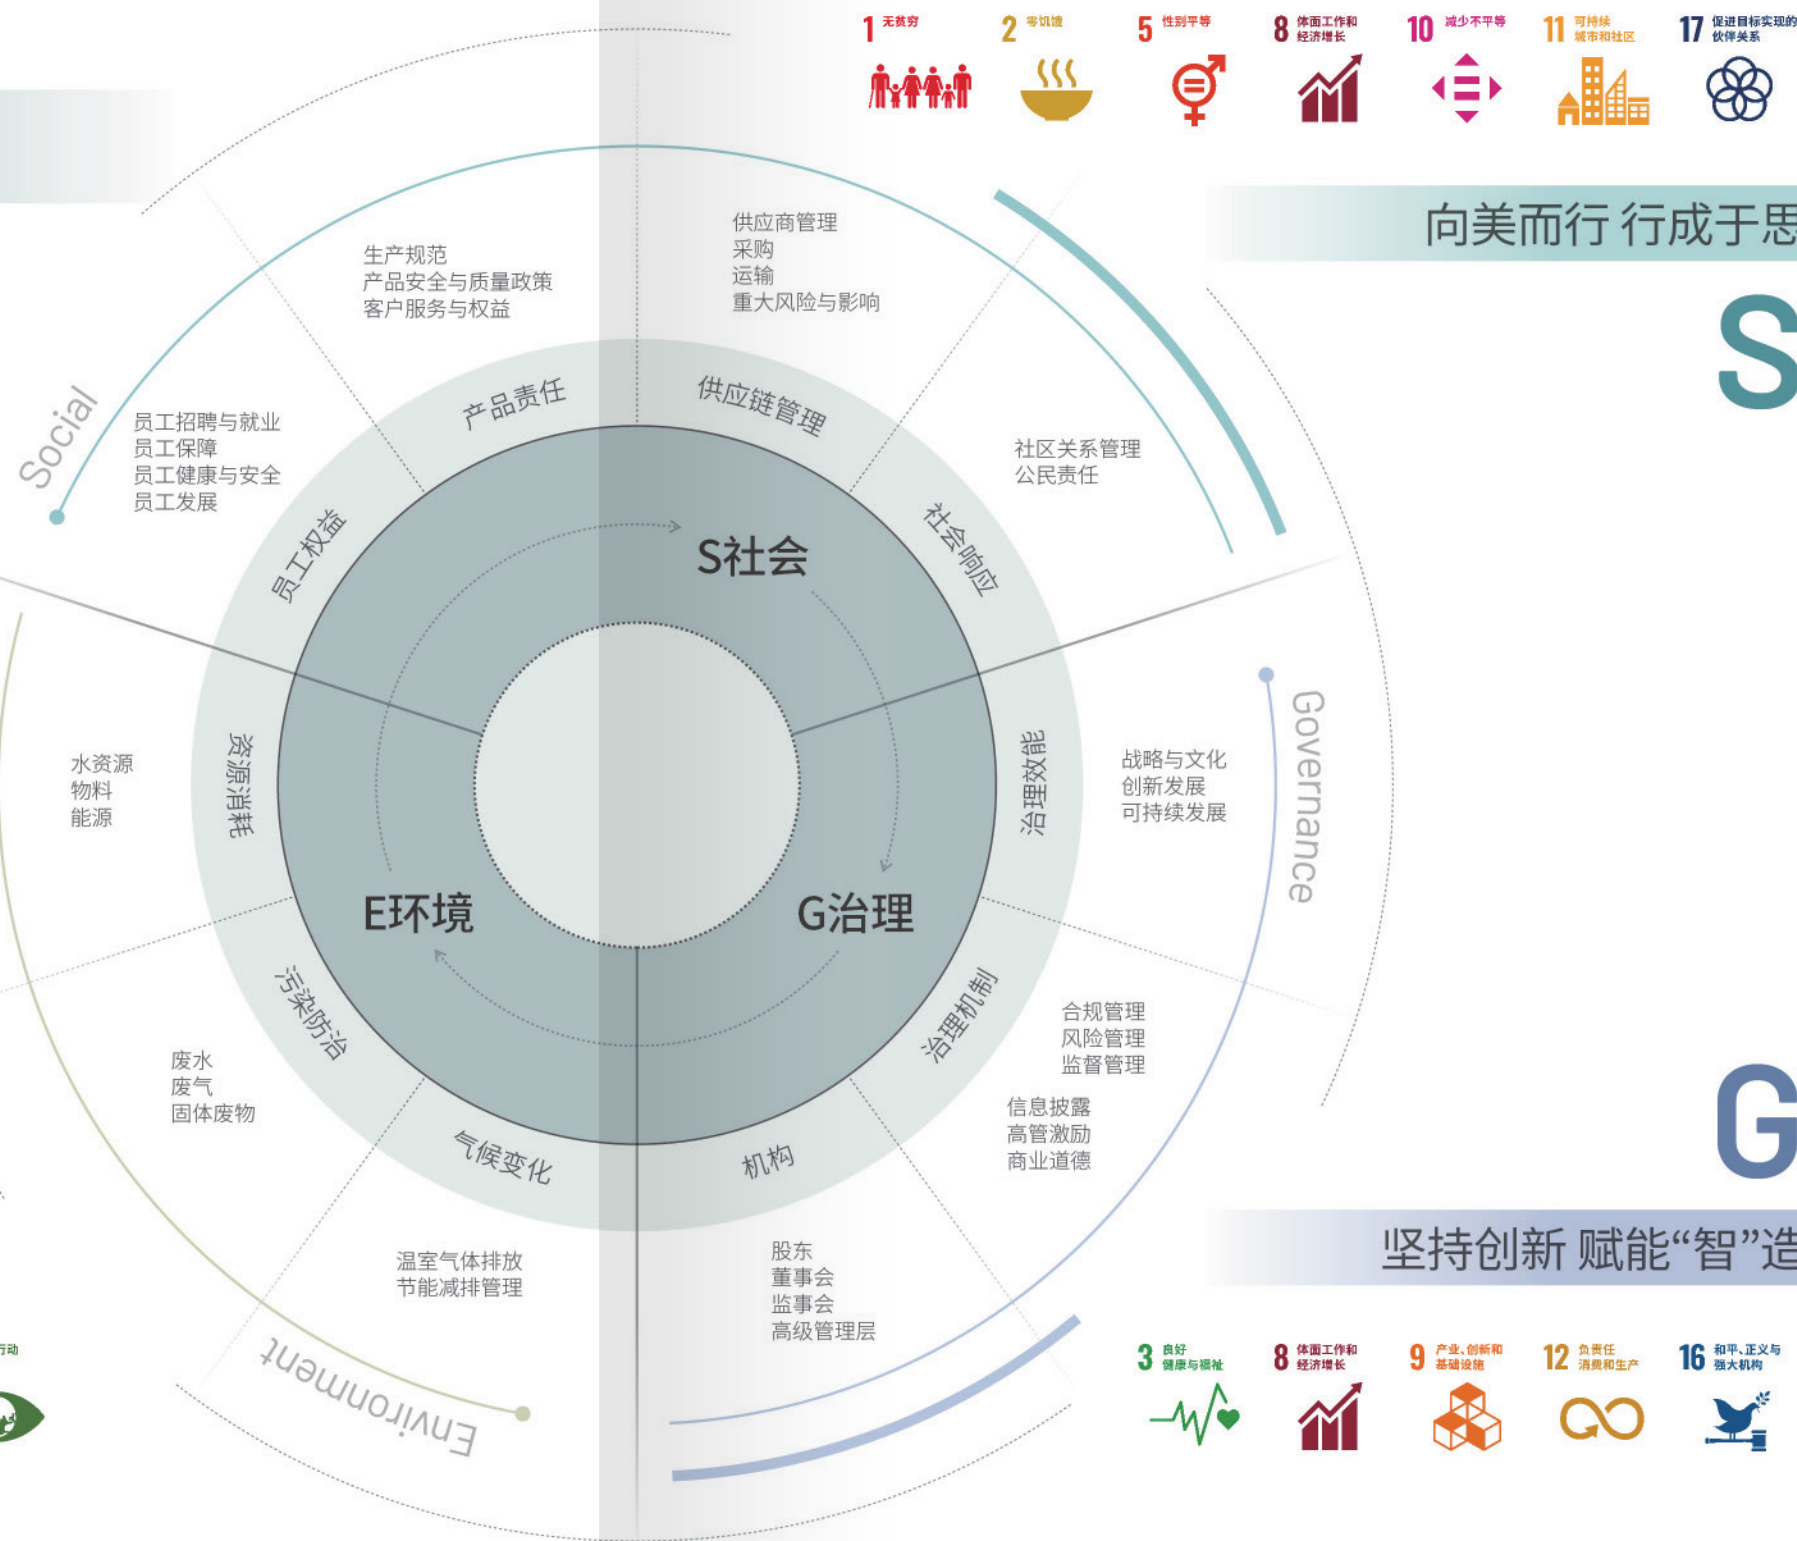 1 无贫穷
2 零饥饿
5 性别平等
8 体面工作和
经济增长
10 减少不平等
11 可持续
城市和社区
17 促进目标实现的
伙伴关系
向美而行 行成于思
S
供应商管理
采购
运输
重大风险与影响
生产规范
产品安全与质量政策
客户服务与权益
Social
员工招聘与就业
员工保障
员工健康与安全
员工发展
社区关系管理
公民责任
产品责任
供应链管理
员工权益
社会响应
S社会
Governance
水资源
物料
能源
资源消耗
治理效能
战略与文化
创新发展
可持续发展
E环境
G治理
污染防治
治理机制
合规管理
风险管理
监督管理
废水
废气
固体废物
信息披露
高管激励
商业道德
G
气候变化
机构
温室气体排放
节能减排管理
股东
董事会
监事会
高级管理层
坚持创新 赋能“智”造
Environment
行动
3 良好
健康与福祉
8 体面工作和
经济增长
9 产业、创新和
基础设施
12 负责任
消费和生产
16 和平、正义与
强大机构